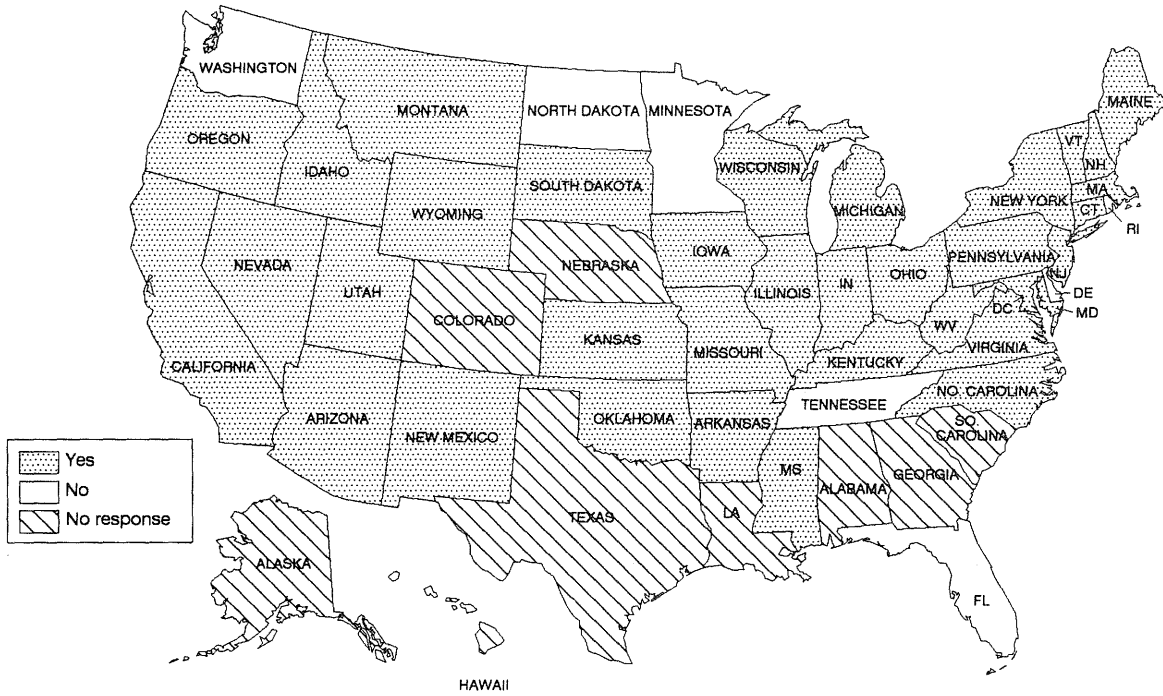 WASHINGTON
MONTANA
NORTH DAKOTA
MINNESOTA
MAINE
OREGON
IDAHO
WISCONSIN
VT
NH
SOUTH DAKOTA
WYOMING
MICHIGAN
NEW YORK
MA
CT
RI
NEVADA
UTAH
NEBRASKA
IOWA
PENNSYLVANIA
NJ
OHIO
IN
ILLINOIS
COLORADO
DE
MD
DC
WV
VIRGINIA
KANSAS
MISSOURI
KENTUCKY
CALIFORNIA
ARIZONA
NEW MEXICO
OKLAHOMA
ARKANSAS
TENNESSEE
NO. CAROLINA
SO.
CAROLINA
MS
ALABAMA
GEORGIA
TEXAS
LA
FL
ALASKA
HAWAII
Yes
No
No response